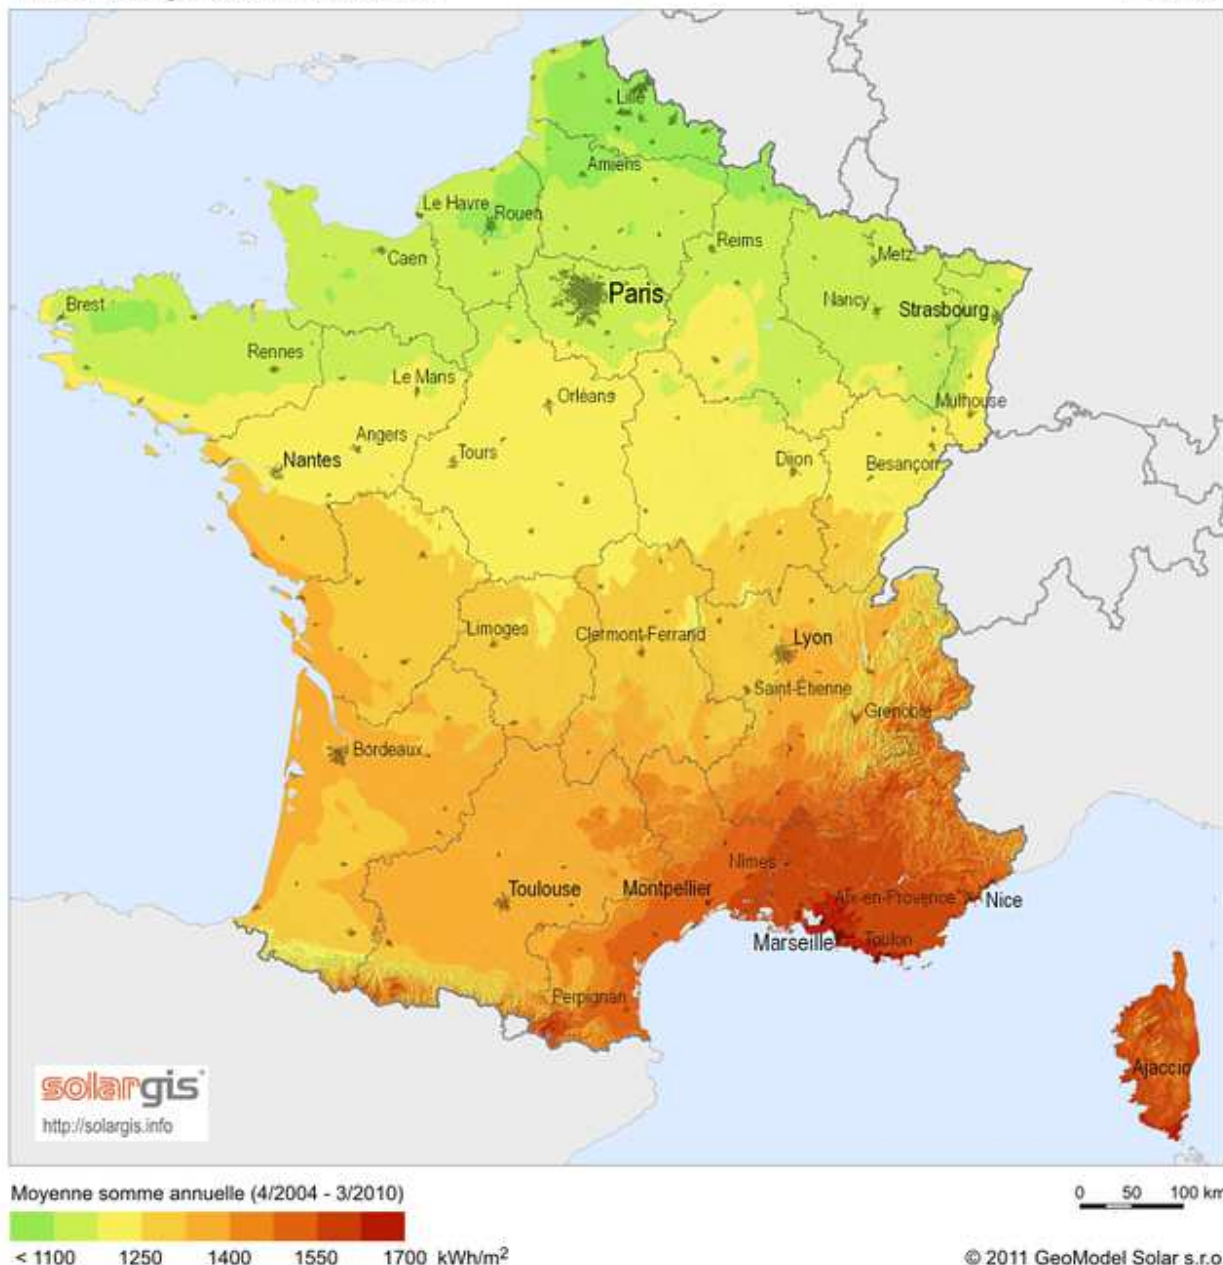 Lille
Amiens
Le Havre
Rouen
Reims
Metz
Caen
Paris
Nancy
Strasbourg
Brest
Rennes
Le Mans
Orléans
Mulhouse
Angers
Tours
Nantes
Dijon
Besançon
Limoges
Clermont-Ferrand
Lyon
Saint-Étienne
Grenoble
Bordeaux
Nîmes
Toulouse
Montpellier
Aix-en-Provence
Nice
Marseille
Toulon
Perpignan
Ajaccio
solargis
http://solargis.info
Moyenne somme annuelle (4/2004 - 3/2010)
0 50 100 km
< 1100 1250 1400 1550 1700 kWh/m²
© 2011 GeoModel Solar s.r.o